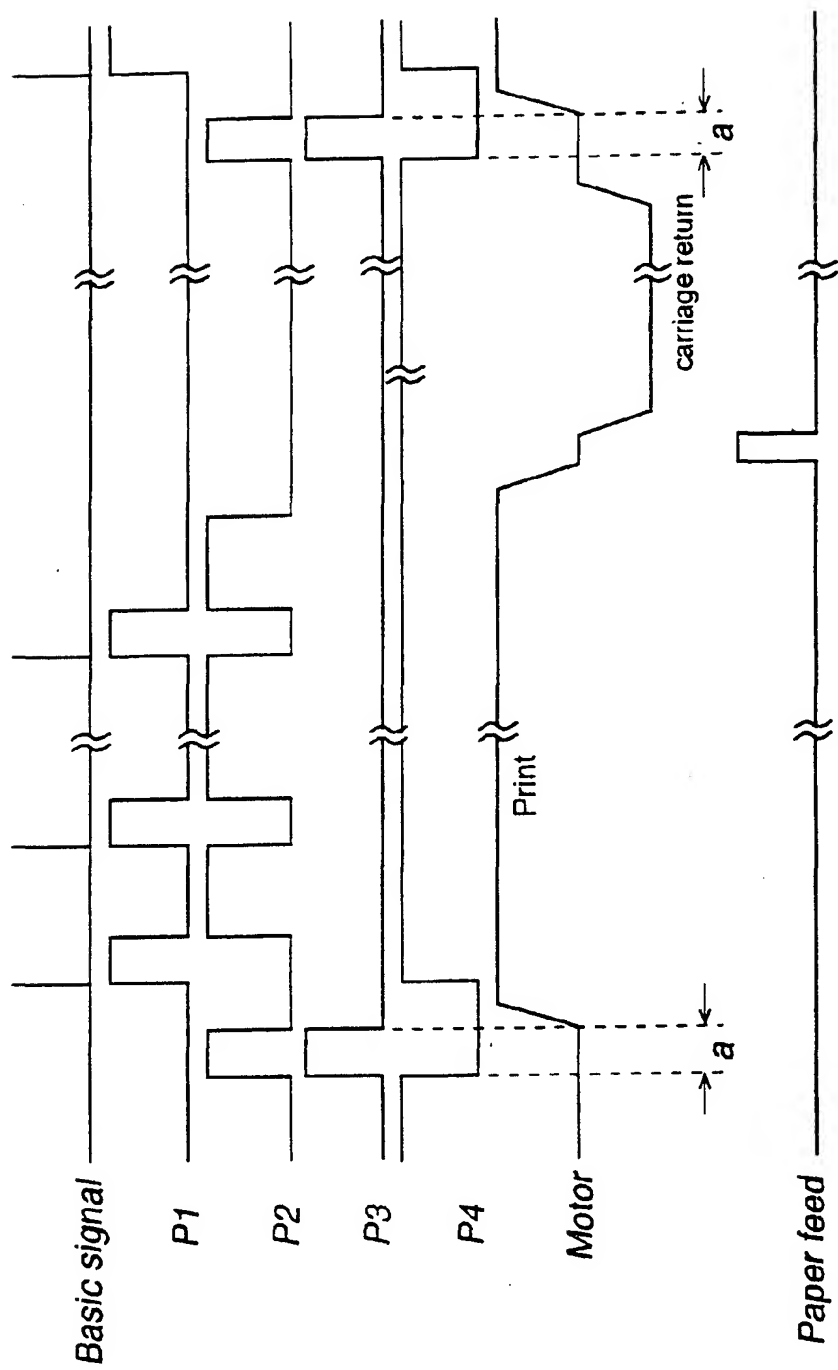 Basic signal
P1
P2
P3
P4
Motor
Print
carriage return
a
a
Paper feed